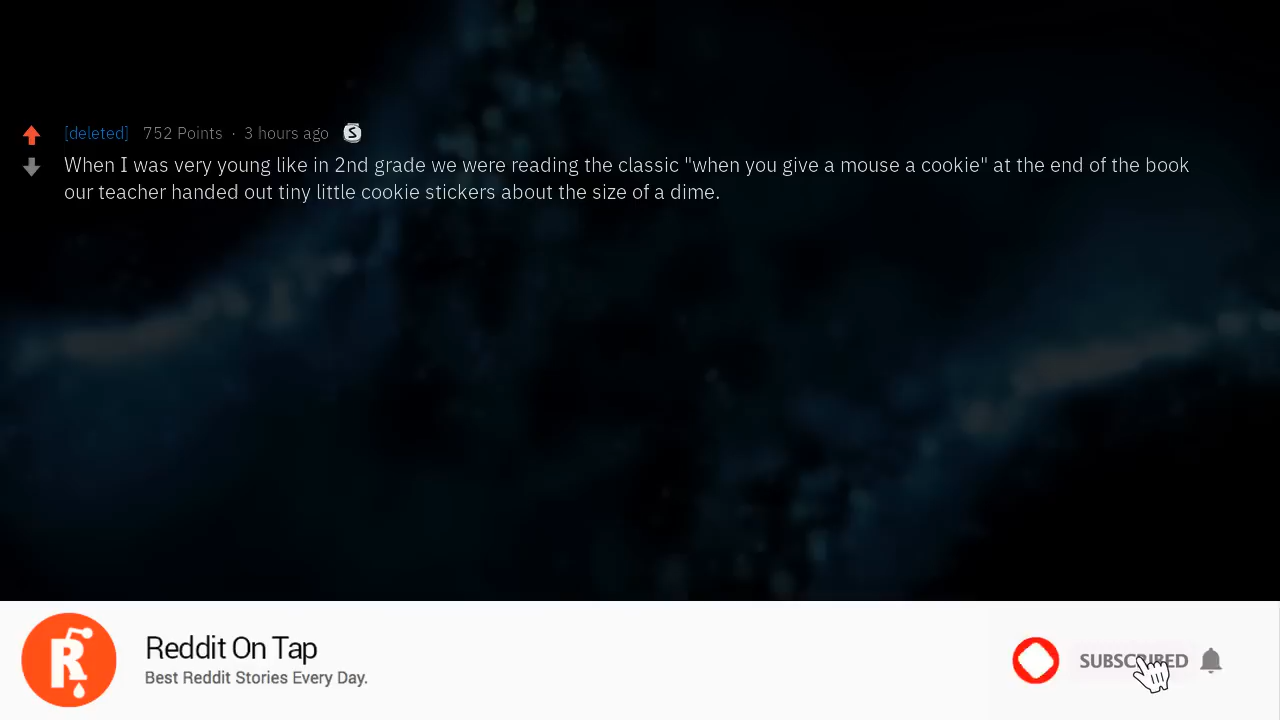 [deleted] 752 Points · 3 hours ago S
When I was very young like in 2nd grade we were reading the classic "when you give a mouse a cookie" at the end of the book
our teacher handed out tiny little cookie stickers about the size of a dime.
R
Reddit On Tap
Best Reddit Stories Every Day.
SUBSCRIBED